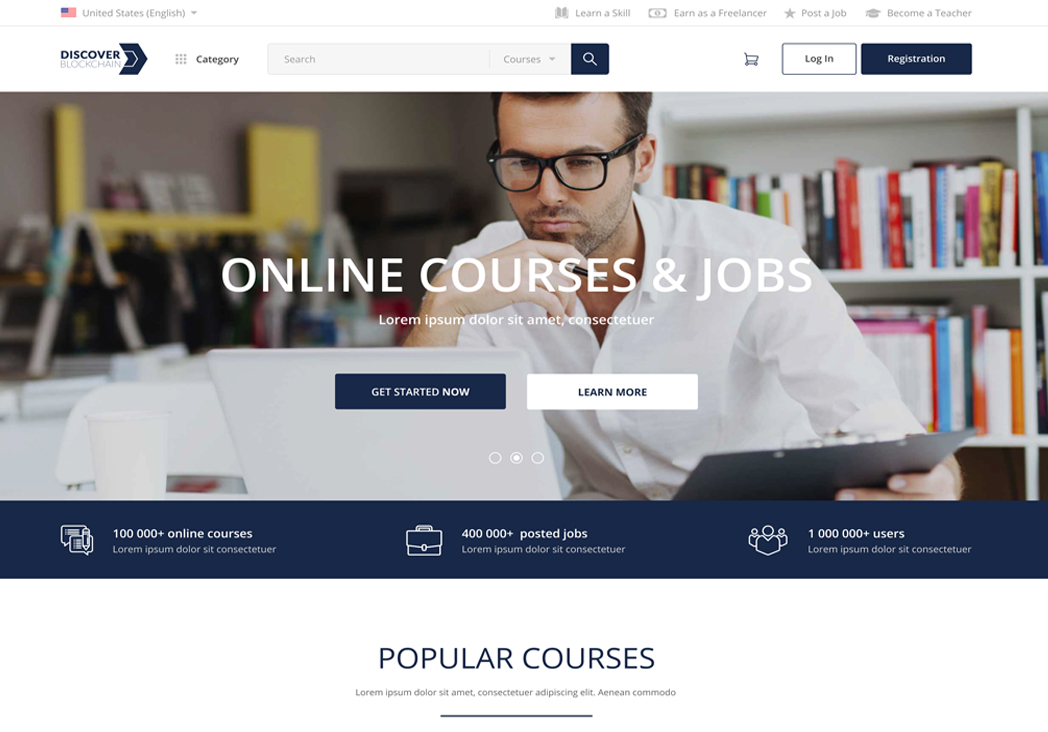 United States (English)
Learn a Skill
Earn as a Freelancer
Post a Job
Become a Teacher
DISCOVER
BLOCKCHAIN
Category
Search
Courses
Log In
Registration
ONLINE COURSES & JOBS
Lorem ipsum dolor sit amet, consectetuer
GET STARTED NOW
LEARN MORE
100 000+ online courses
Lorem ipsum dolor sit consectetuer
400 000+ posted jobs
Lorem ipsum dolor sit consectetuer
1 000 000+ users
Lorem ipsum dolor sit consectetuer
POPULAR COURSES
Lorem ipsum dolor sit amet, consectetuer adipiscing elit. Aenean commodo